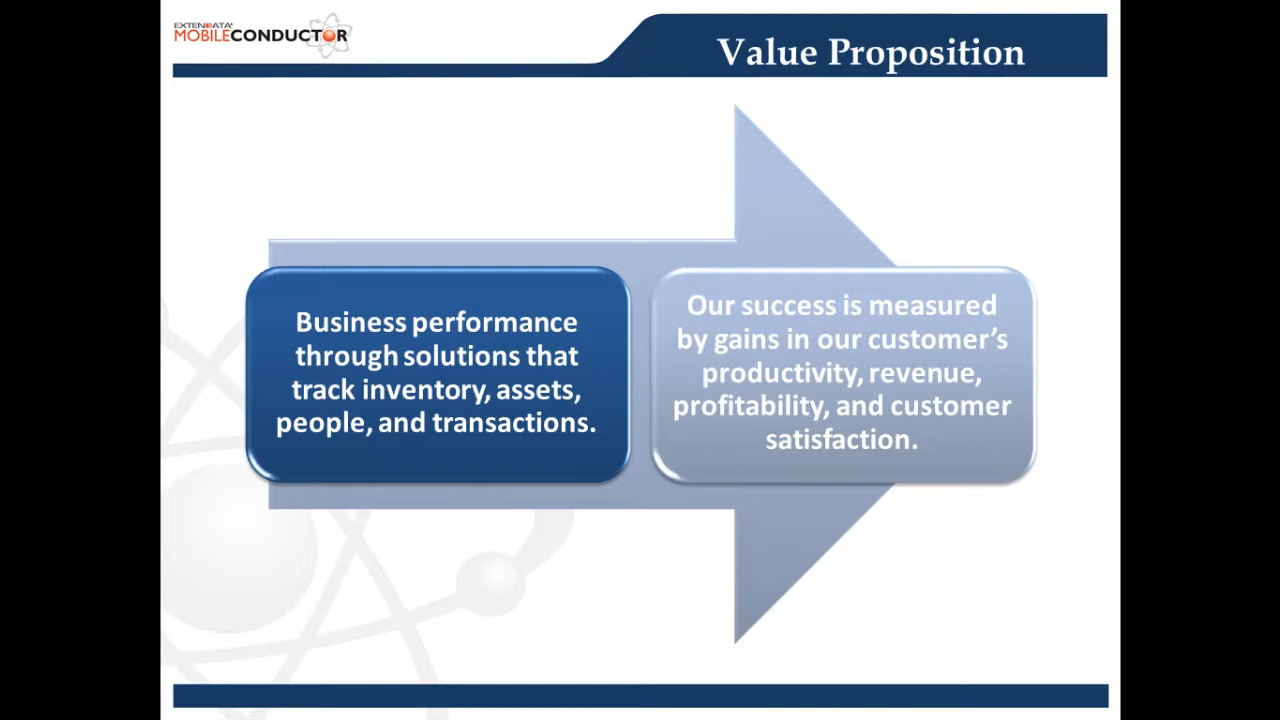 EXTENDATA®
MOBILECONDUCTOR
Value Proposition
Business performance
through solutions that
track inventory, assets,
people, and transactions.
Our success is measured
by gains in our customer’s
productivity, revenue,
profitability, and customer
satisfaction.